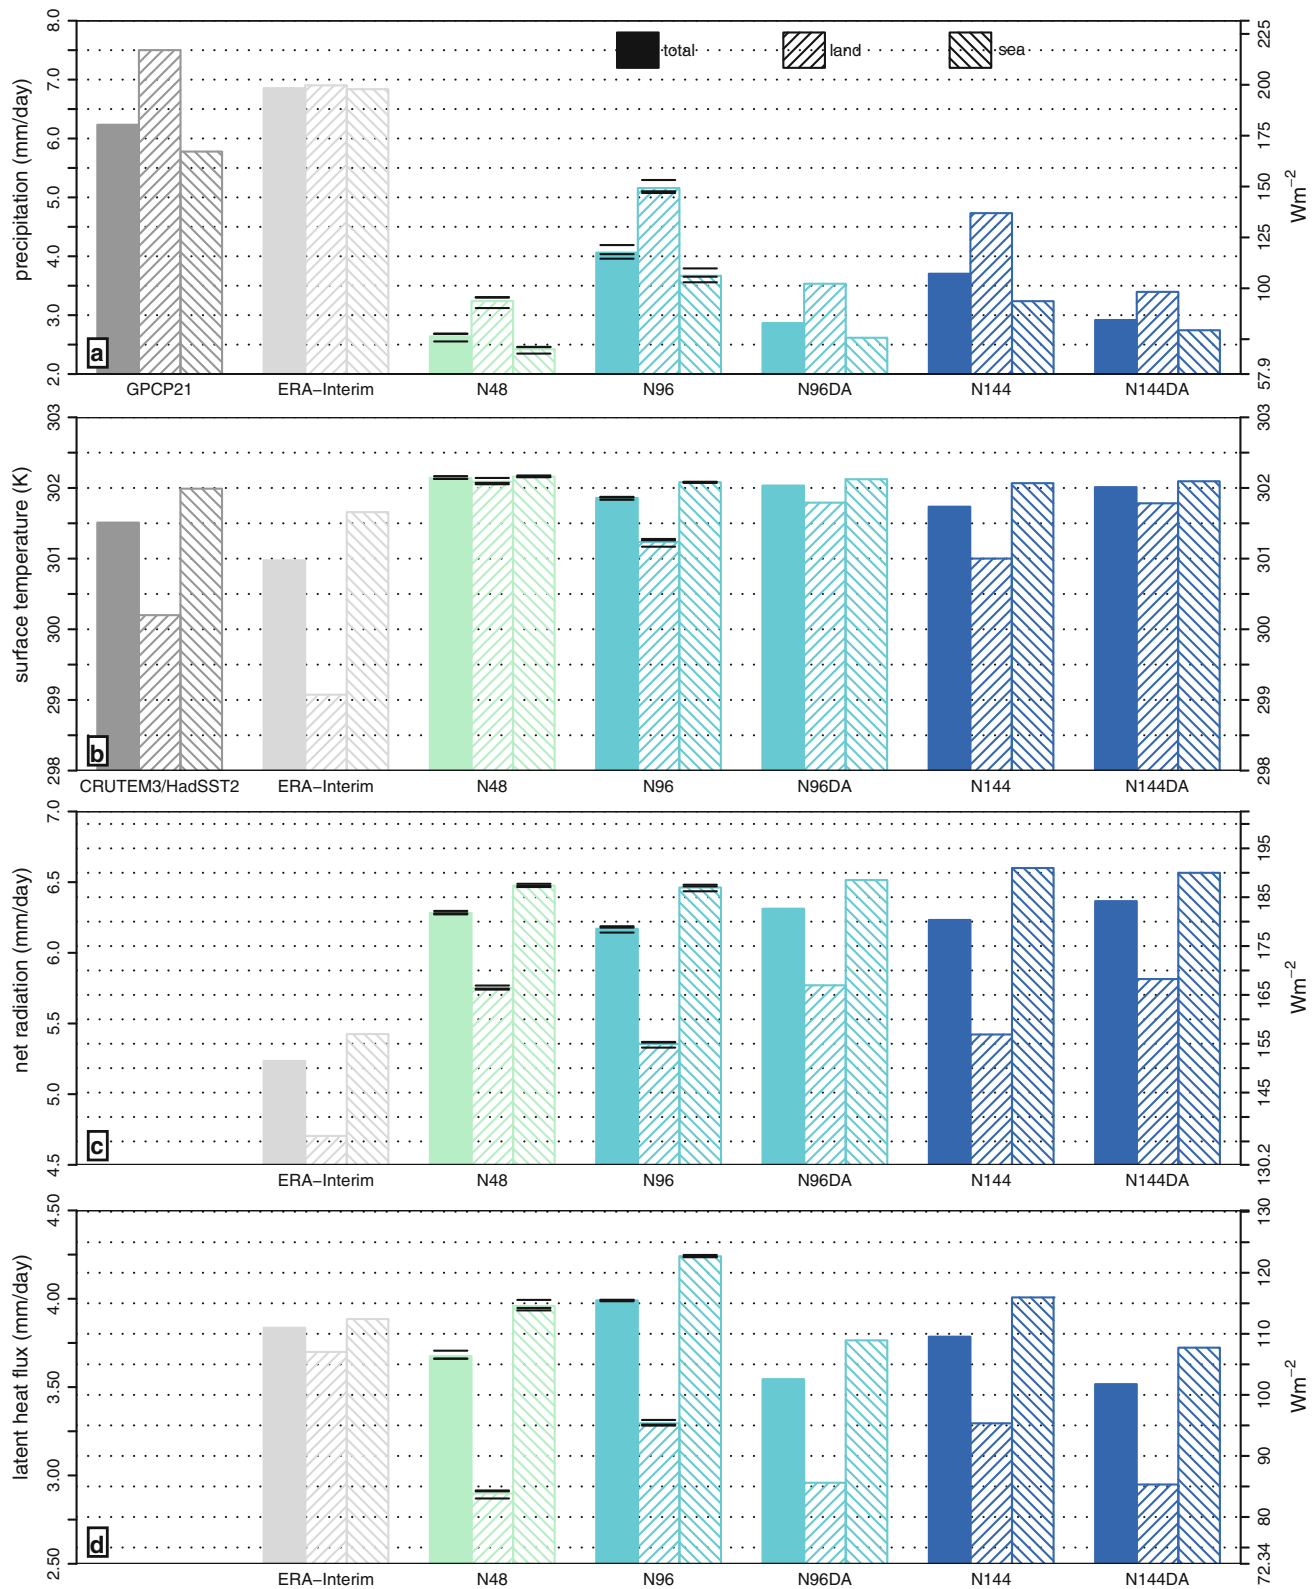 precipitation (mm/day)
8.0
7.0
6.0
5.0
4.0
3.0
2.0
total
land
sea
225
200
175
150
125
100
57.9
Wm−2
a
GPCP21
ERA−Interim
N48
N96
N96DA
N144
N144DA
surface temperature (K)
303
302
301
300
299
298
303
302
301
300
299
298
b
CRUTEM3/HadSST2
ERA−Interim
N48
N96
N96DA
N144
N144DA
net radiation (mm/day)
7.0
6.5
6.0
5.5
5.0
4.5
195
185
175
165
155
145
130.2
Wm−2
c
ERA−Interim
N48
N96
N96DA
N144
N144DA
latent heat flux (mm/day)
4.50
4.00
3.50
3.00
2.50
130
120
110
100
90
80
72.34
Wm−2
d
ERA−Interim
N48
N96
N96DA
N144
N144DA